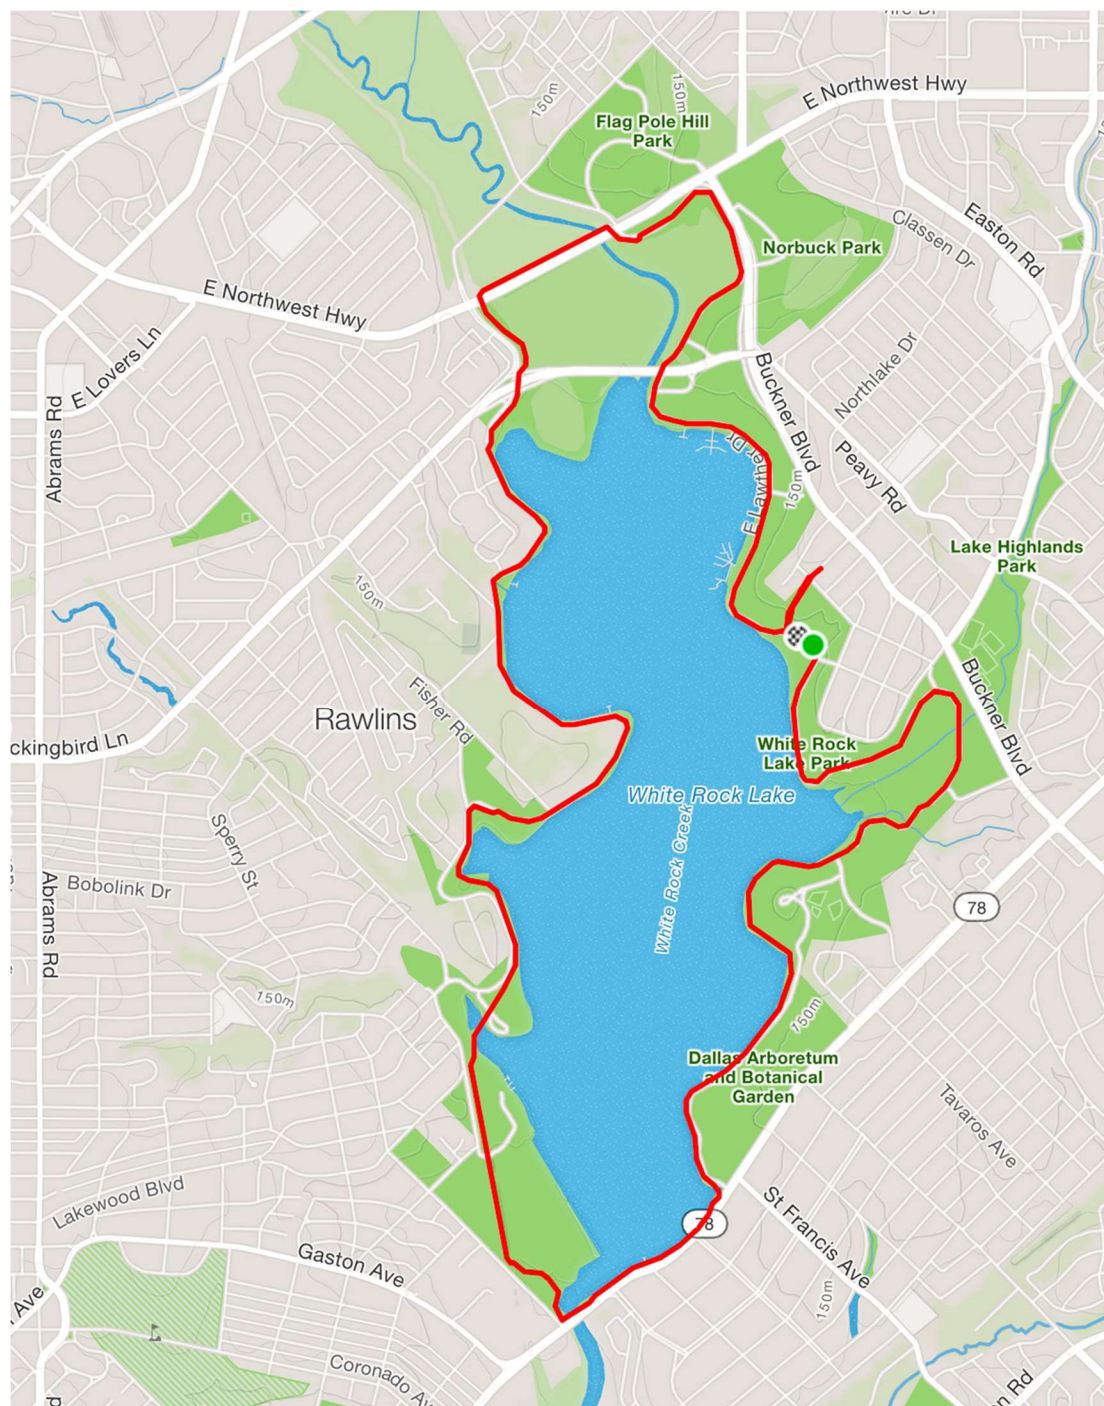 150m
150m
Flag Pole Hill
Park
E Northwest Hwy
Classen Dr
Easton Rd
Norbuck Park
E Northwest Hwy
E Lovers Ln
Northlake Dr
Buckner Blvd
Abrams Rd
E Lawther Dr
Peavy Rd
150m
Lake Highlands
Park
150m
Fisher Rd
Rawlins
Buckner Blvd
ckingbird Ln
White Rock
Lake Park
White Rock Lake
White Rock Creek
Sperry St
Bobolink Dr
Abrams Rd
78
150m
150m
Dallas Arboretum
and Botanical
Garden
Tavaros Ave
Lakewood Blvd
78
St Francis Ave
Gaston Ave
150m
Ave
Coronado Av
on Rd